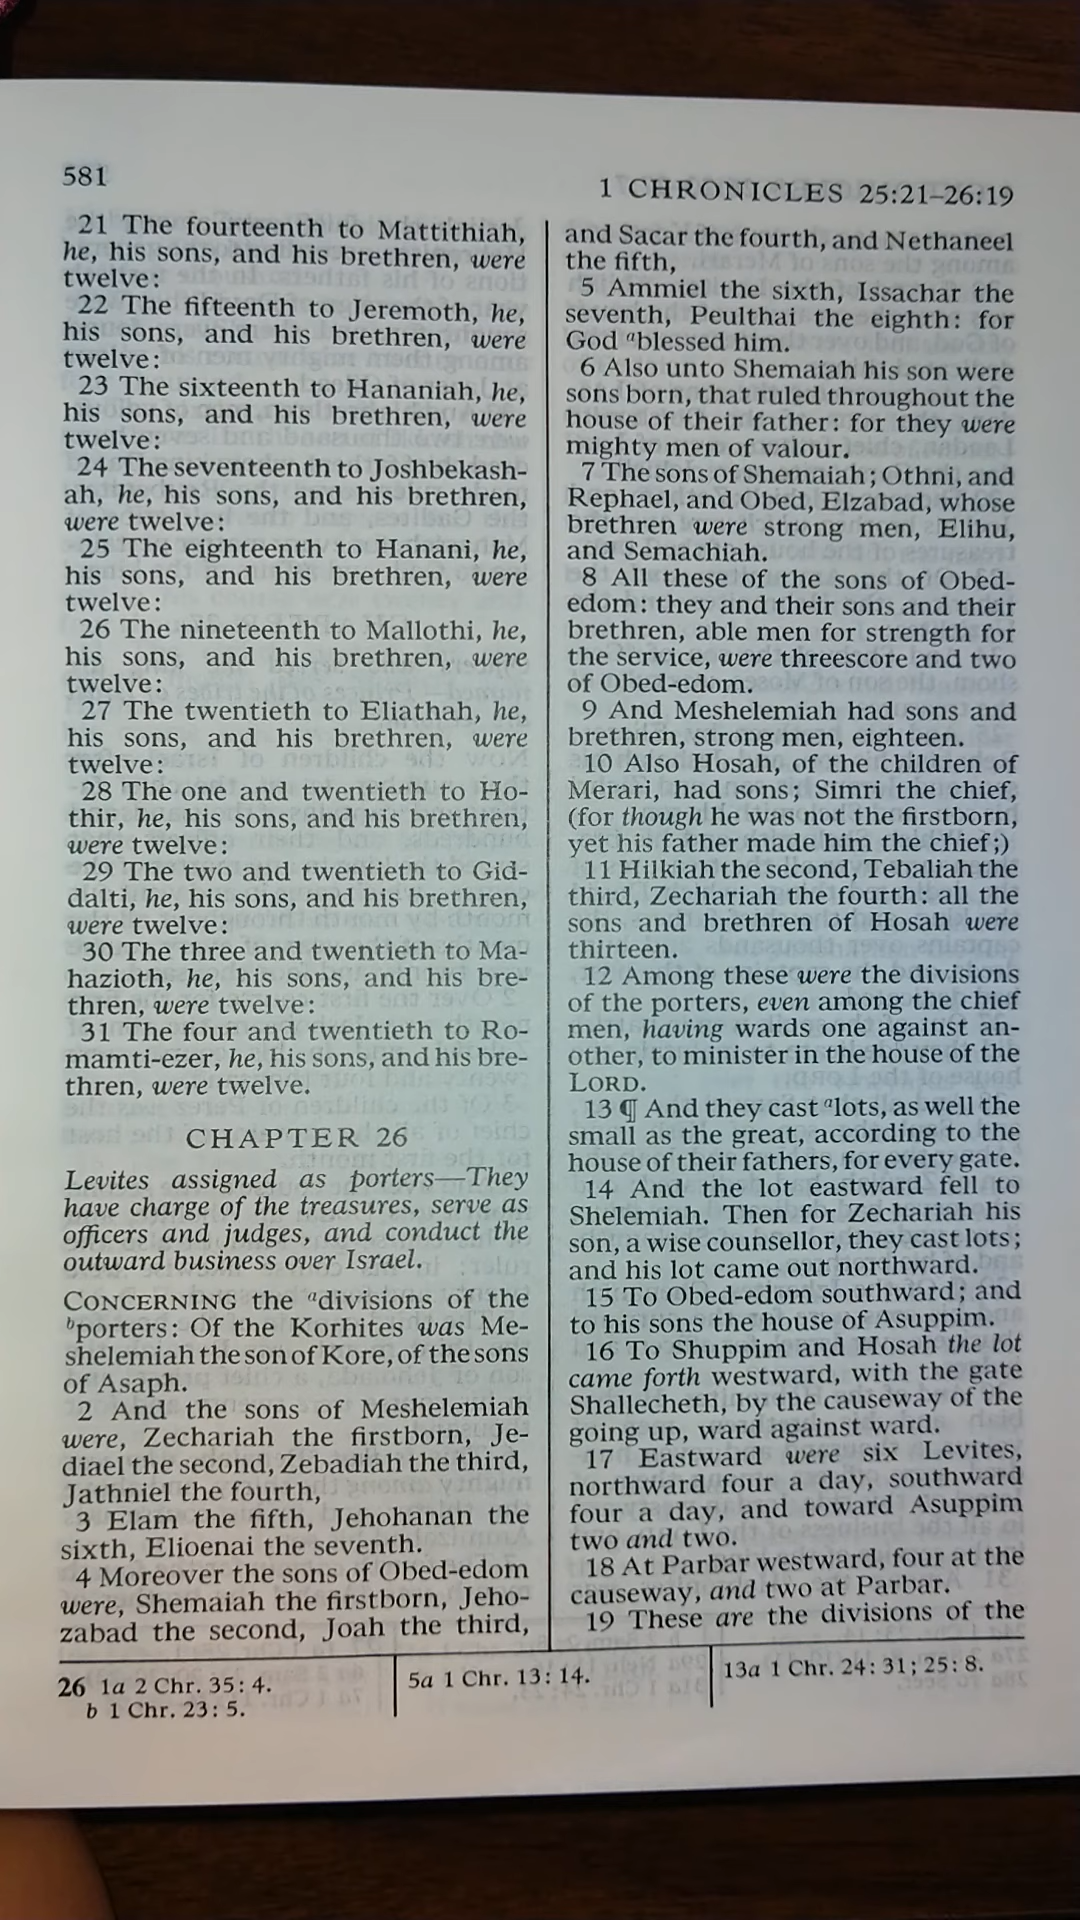 581
1 CHRONICLES 25:21–26:19
21 The fourteenth to Mattithiah,
he, his sons, and his brethren, were
twelve:
22 The fifteenth to Jeremoth, he,
his sons, and his brethren, were
twelve:
23 The sixteenth to Hananiah, he,
his sons, and his brethren, were
twelve:
24 The seventeenth to Joshbekash-
ah, he, his sons, and his brethren,
were twelve:
25 The eighteenth to Hanani, he,
his sons, and his brethren, were
twelve:
26 The nineteenth to Mallothi, he,
his sons, and his brethren, were
twelve:
27 The twentieth to Eliathah, he,
his sons, and his brethren, were
twelve:
28 The one and twentieth to Ho-
thir, he, his sons, and his brethren,
were twelve:
29 The two and twentieth to Gid-
dalti, he, his sons, and his brethren,
were twelve:
30 The three and twentieth to Ma-
hazioth, he, his sons, and his bre-
thren, were twelve:
31 The four and twentieth to Ro-
mamti-ezer, he, his sons, and his bre-
thren, were twelve.
CHAPTER 26
Levites assigned as porters—They
have charge of the treasures, serve as
officers and judges, and conduct the
outward business over Israel.
CONCERNING the adivisions of the
bporters: Of the Korhites was Me-
shelemiah the son of Kore, of the sons
of Asaph.
2 And the sons of Meshelemiah
were, Zechariah the firstborn, Je-
diael the second, Zebadiah the third,
Jathniel the fourth,
3 Elam the fifth, Jehohanan the
sixth, Elioenai the seventh.
4 Moreover the sons of Obed-edom
were, Shemaiah the firstborn, Jeho-
zabad the second, Joah the third,
and Sacar the fourth, and Nethaneel
the fifth,
5 Ammiel the sixth, Issachar the
seventh, Peulthai the eighth: for
God ablessed him.
6 Also unto Shemaiah his son were
sons born, that ruled throughout the
house of their father: for they were
mighty men of valour.
7 The sons of Shemaiah; Othni, and
Rephael, and Obed, Elzabad, whose
brethren were strong men, Elihu,
and Semachiah.
8 All these of the sons of Obed-
edom: they and their sons and their
brethren, able men for strength for
the service, were threescore and two
of Obed-edom.
9 And Meshelemiah had sons and
brethren, strong men, eighteen.
10 Also Hosah, of the children of
Merari, had sons; Simri the chief,
(for though he was not the firstborn,
yet his father made him the chief;)
11 Hilkiah the second, Tebaliah the
third, Zechariah the fourth: all the
sons and brethren of Hosah were
thirteen.
12 Among these were the divisions
of the porters, even among the chief
men, having wards one against an-
other, to minister in the house of the
LORD.
13 ¶ And they cast alots, as well the
small as the great, according to the
house of their fathers, for every gate.
14 And the lot eastward fell to
Shelemiah. Then for Zechariah his
son, a wise counsellor, they cast lots;
and his lot came out northward.
15 To Obed-edom southward; and
to his sons the house of Asuppim.
16 To Shuppim and Hosah the lot
came forth westward, with the gate
Shallecheth, by the causeway of the
going up, ward against ward.
17 Eastward were six Levites,
northward four a day, southward
four a day, and toward Asuppim
two and two.
18 At Parbar westward, four at the
causeway, and two at Parbar.
19 These are the divisions of the
26 1a 2 Chr. 35: 4.
b 1 Chr. 23: 5.
5a 1 Chr. 13: 14.
13a 1 Chr. 24: 31; 25: 8.